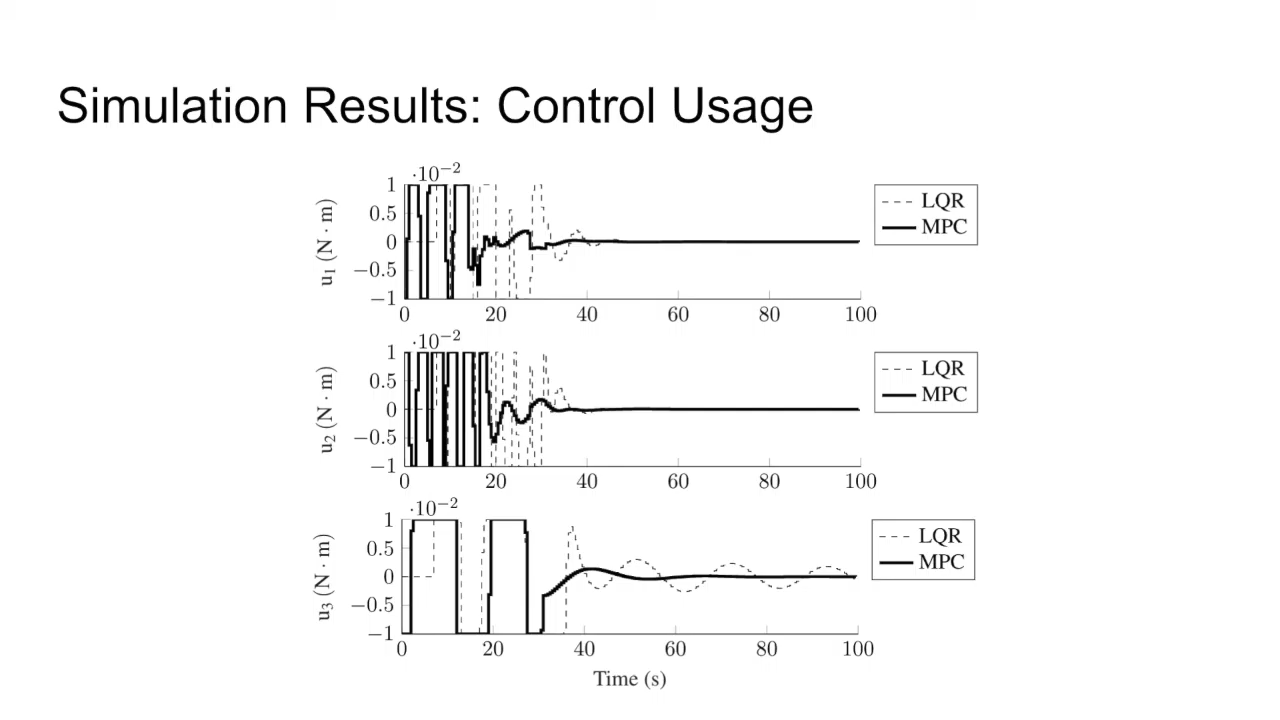 Simulation Results: Control Usage
·10⁻²
1
0.5
0
−0.5
−1
u₁ (N · m)
0 20 40 60 80 100
LQR
MPC
·10⁻²
1
0.5
0
−0.5
−1
u₂ (N · m)
0 20 40 60 80 100
LQR
MPC
·10⁻²
1
0.5
0
−0.5
−1
u₃ (N · m)
0 20 40 60 80 100
LQR
MPC
Time (s)